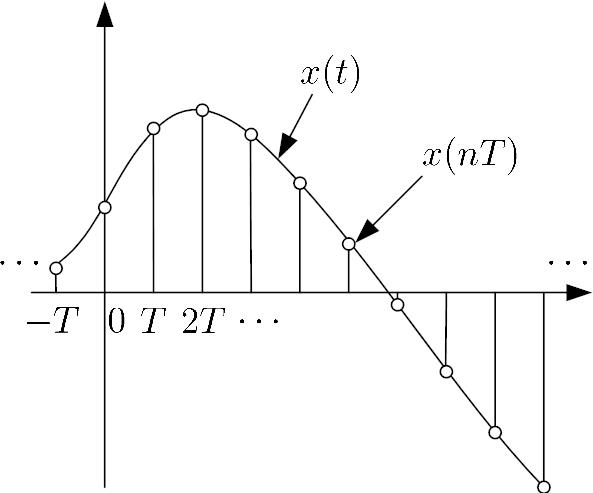 x(t)
x(nT)
··· ···
−T 0 T 2T ···